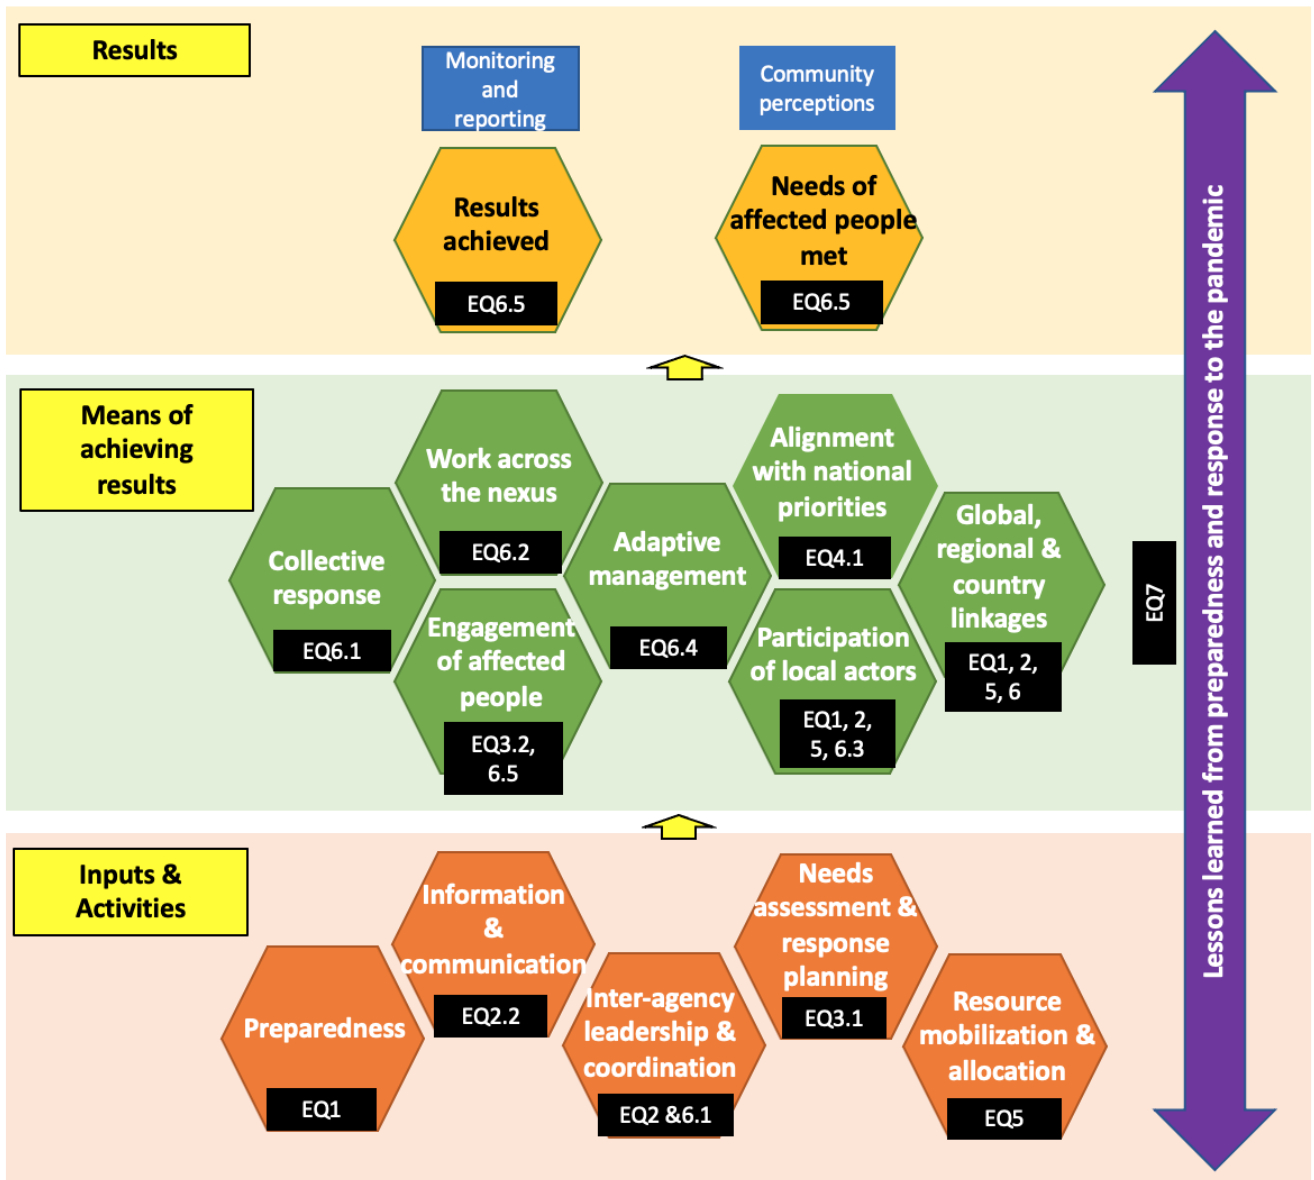 Results
Monitoring
and
reporting
Community
perceptions
Results
achieved
EQ6.5
Needs of
affected people
met
EQ6.5
Means of
achieving
results
Work across
the nexus
EQ6.2
Alignment
with national
priorities
EQ4.1
Collective
response
EQ6.1
Adaptive
management
EQ6.4
Global,
regional &
country
linkages
EQ1, 2,
5, 6
Engagement
of affected
people
EQ3.2,
6.5
Participation
of local actors
EQ1, 2,
5, 6.3
EQ7
Lessons learned from preparedness and response to the pandemic
Inputs &
Activities
Information
&
communication
EQ2.2
Needs
assessment &
response
planning
EQ3.1
Preparedness
EQ1
Inter-agency
leadership &
coordination
EQ2 &6.1
Resource
mobilization &
allocation
EQ5